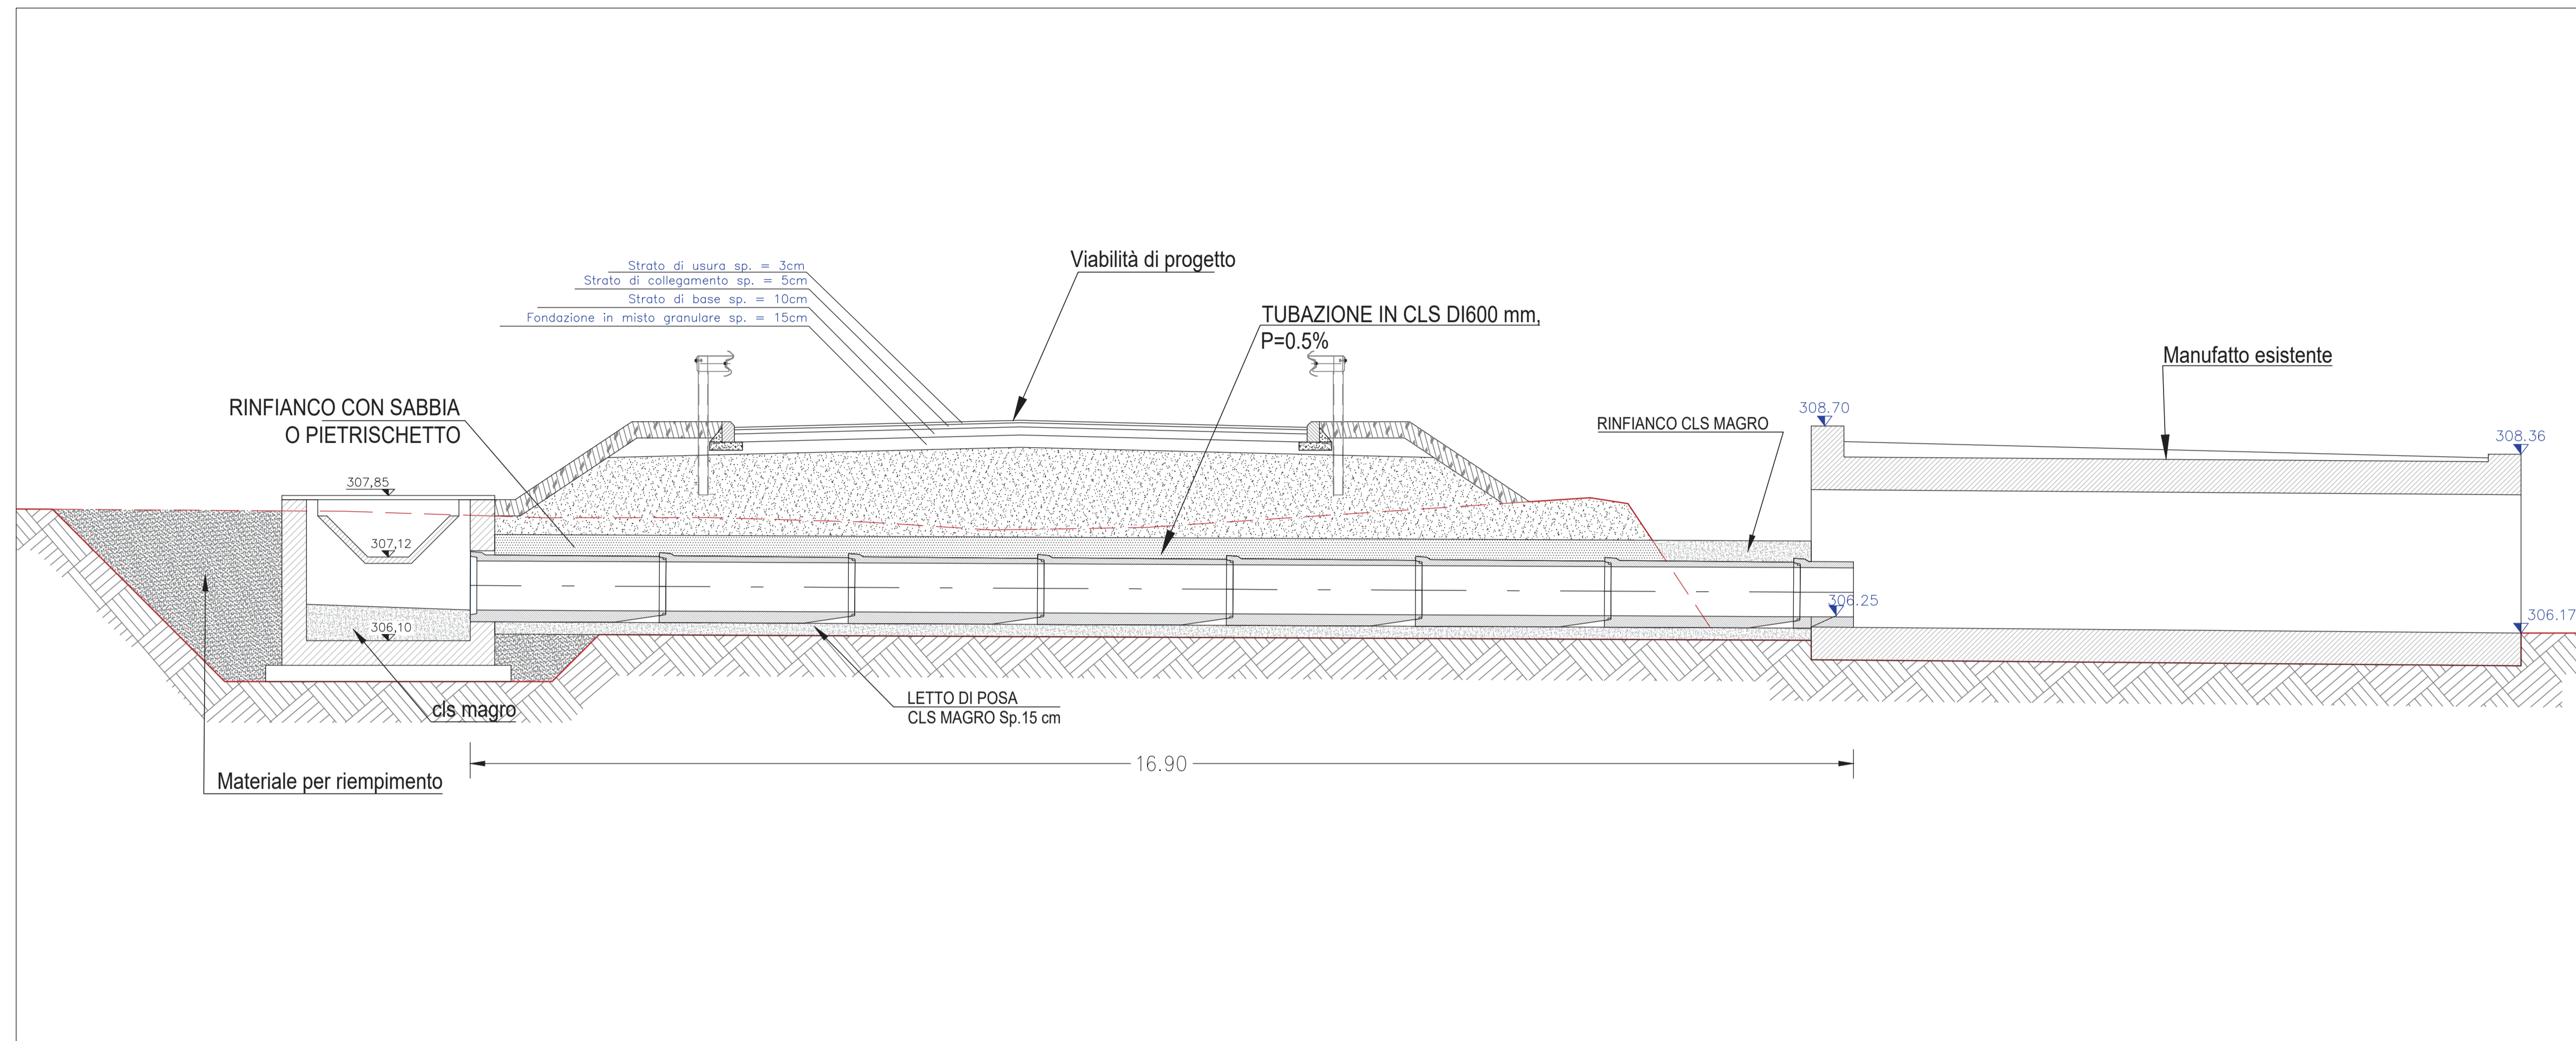 Strato di usura sp. = 3cm
Strato di collegamento sp. = 5cm
Strato di base sp. = 10cm
Fondazione in misto granulare sp. = 15cm
Viabilità di progetto
TUBAZIONE IN CLS DI600 mm,
P=0.5%
Manufatto esistente
RINFIANCO CON SABBIA
O PIETRISCHETTO
RINFIANCO CLS MAGRO
308.70
308.36
307,85
307,12
306,10
306.25
306.17
LETTO DI POSA
CLS MAGRO Sp.15 cm
cls magro
16.90
Materiale per riempimento